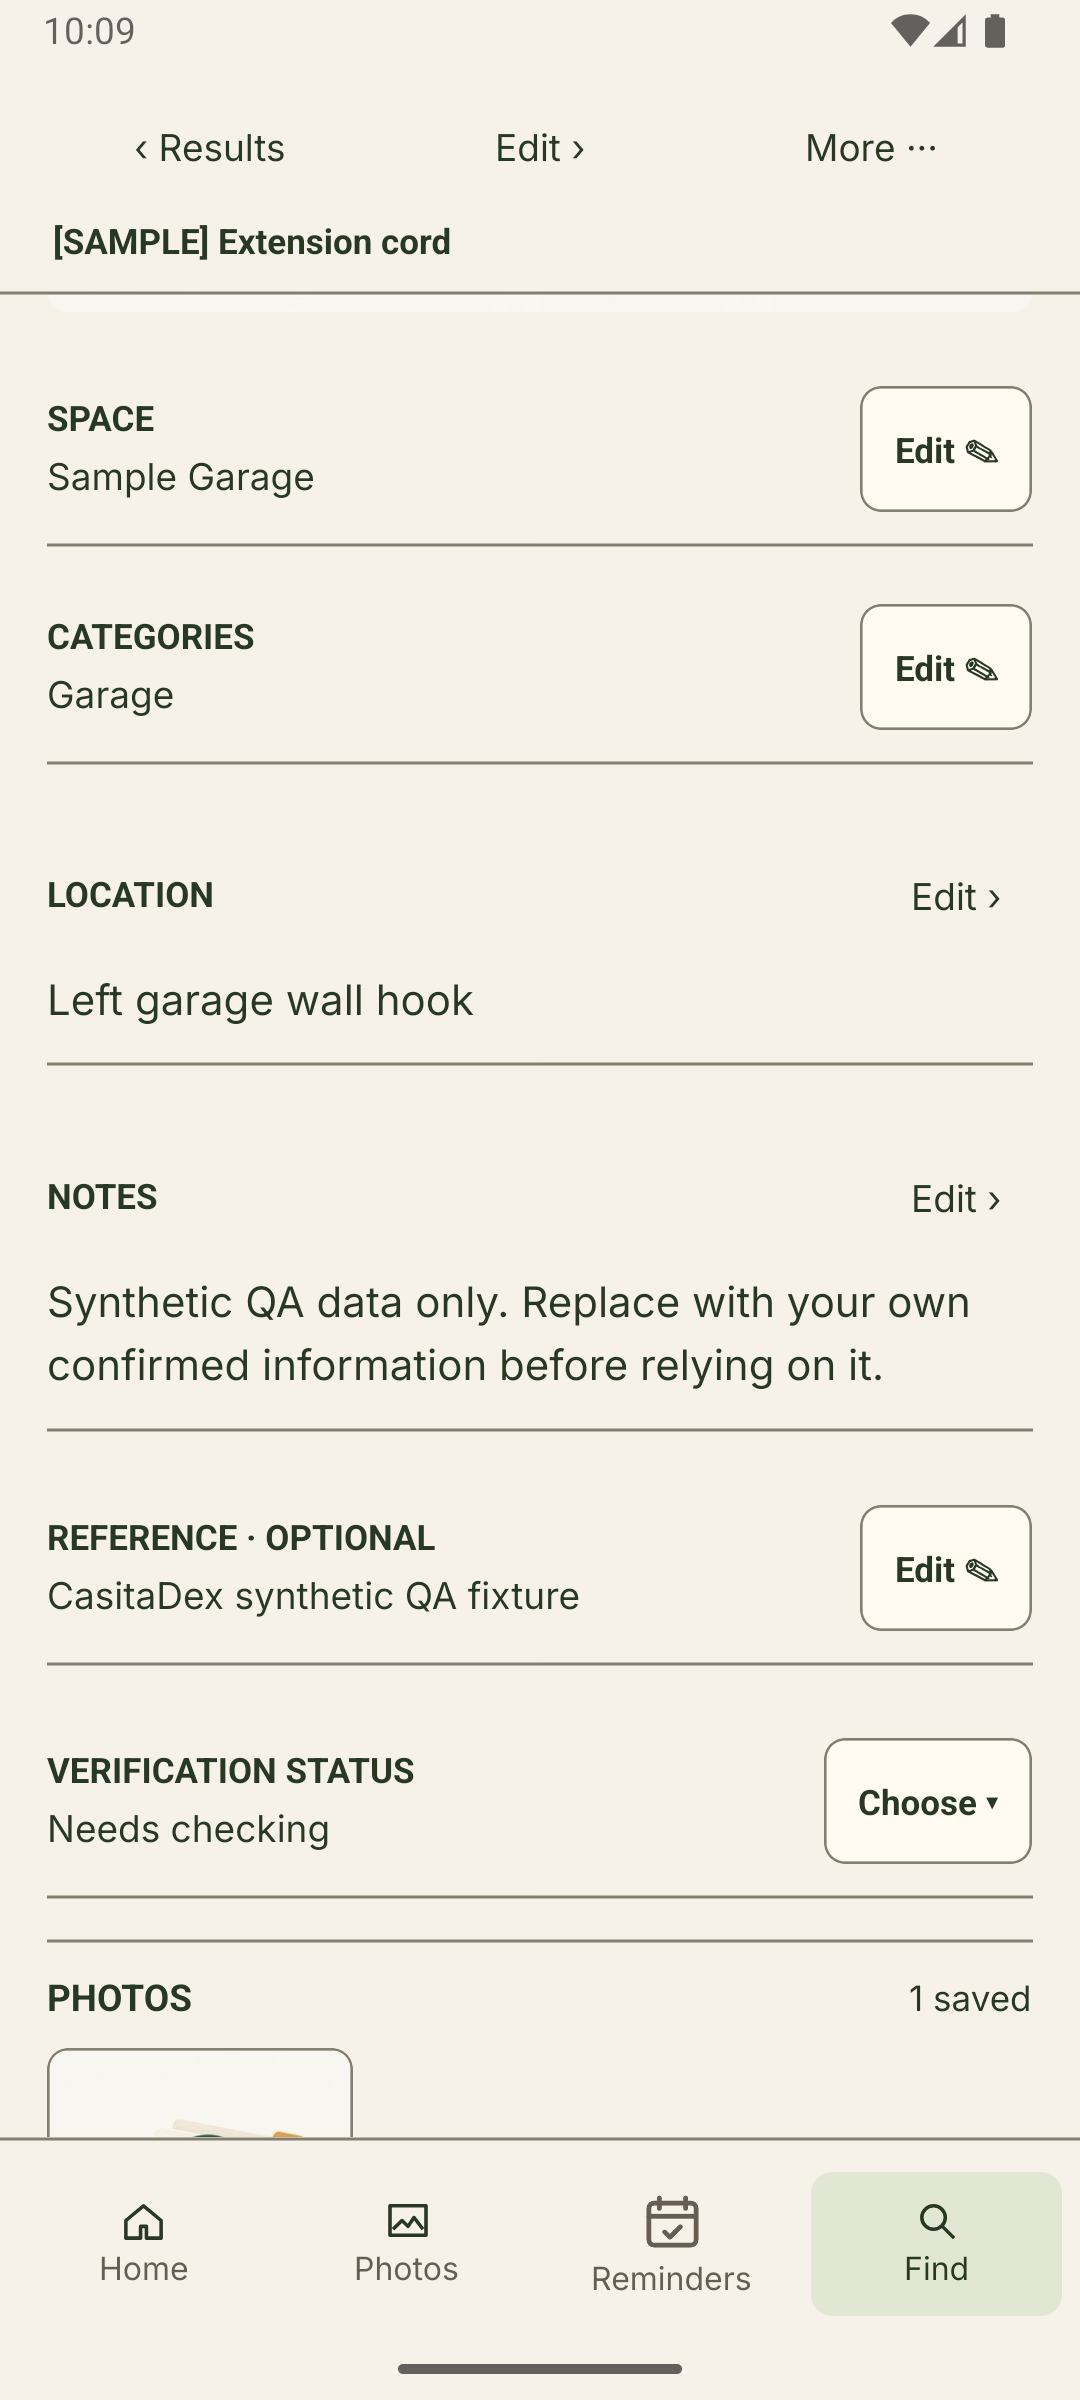 10:09
‹ Results
Edit ›
More ···
[SAMPLE] Extension cord
SPACE
Sample Garage
Edit ✎
CATEGORIES
Garage
Edit ✎
LOCATION
Edit ›
Left garage wall hook
NOTES
Edit ›
Synthetic QA data only. Replace with your own
confirmed information before relying on it.
REFERENCE · OPTIONAL
CasitaDex synthetic QA fixture
Edit ✎
VERIFICATION STATUS
Needs checking
Choose ▾
PHOTOS
1 saved
Home
Photos
Reminders
Find